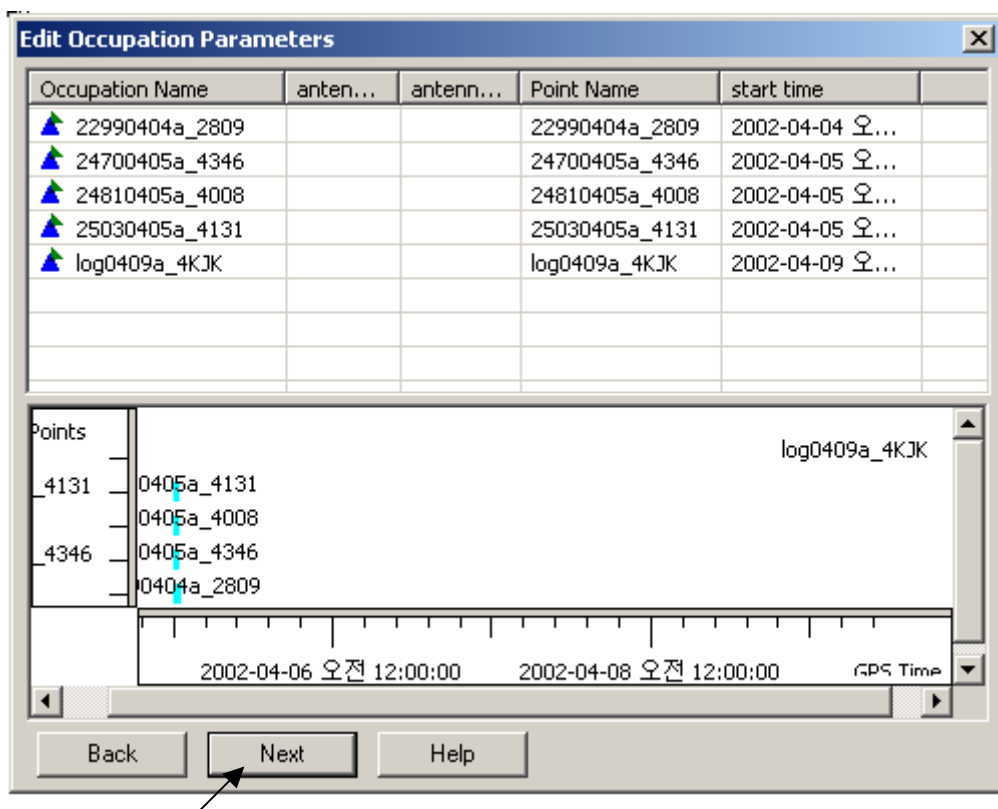 Edit Occupation Parameters
Occupation Name anten... antenn... Point Name start time
22990404a_2809 22990404a_2809 2002-04-04 오...
24700405a_4346 24700405a_4346 2002-04-05 오...
24810405a_4008 24810405a_4008 2002-04-05 오...
25030405a_4131 25030405a_4131 2002-04-05 오...
log0409a_4KJK log0409a_4KJK 2002-04-09 오...
Points
log0409a_4KJK
_4131 0405a_4131
0405a_4008
_4346 0405a_4346
0404a_2809
2002-04-06 오전 12:00:00 2002-04-08 오전 12:00:00 GPS Time
Back Next Help